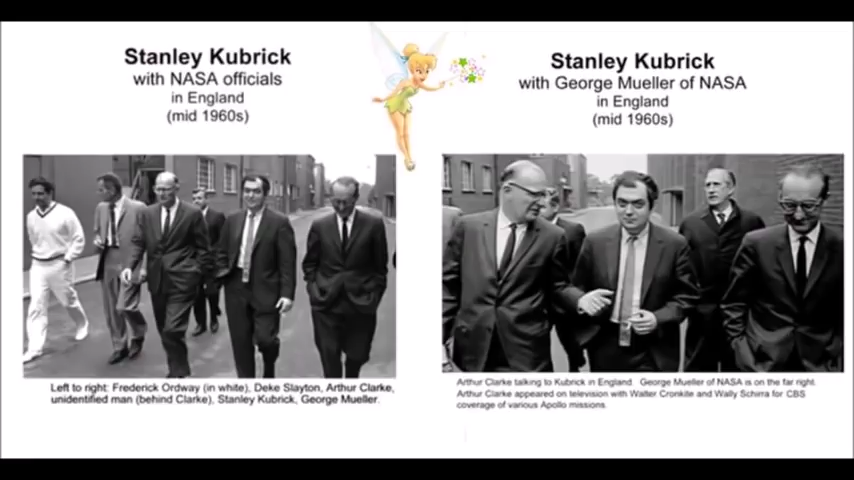 Stanley Kubrick
with NASA officials
in England
(mid 1960s)
Left to right: Frederick Ordway (in white), Deke Slayton, Arthur Clarke,
unidentified man (behind Clarke), Stanley Kubrick, George Mueller.
Stanley Kubrick
with George Mueller of NASA
in England
(mid 1960s)
Arthur Clarke talking to Kubrick in England. George Mueller of NASA is on the far right.
Arthur Clarke appeared on television with Walter Cronkite and Wally Schirra for CBS
coverage of various Apollo missions.